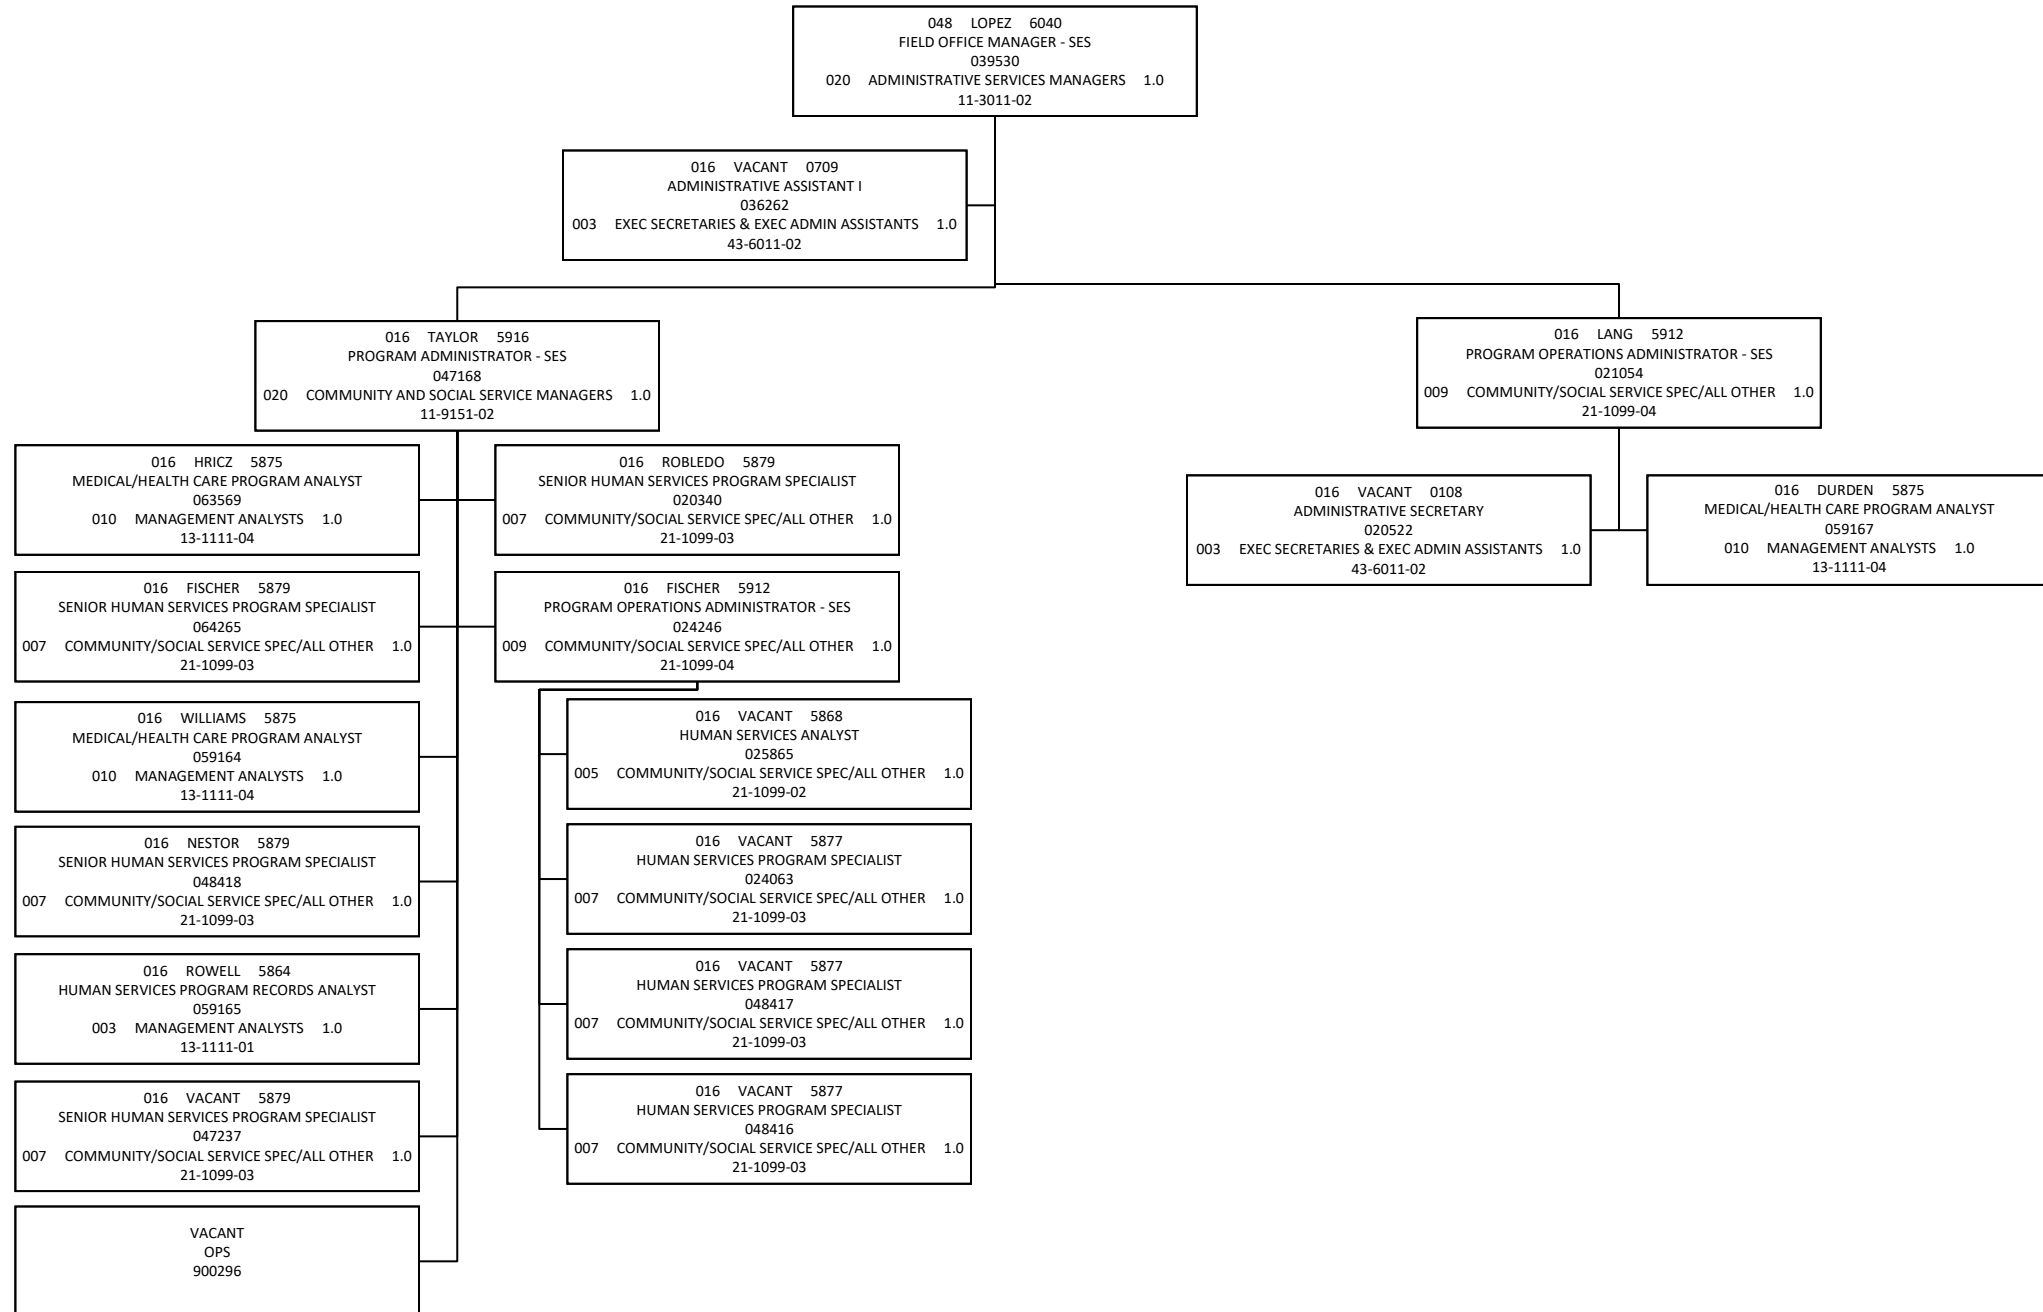 048 LOPEZ 6040
FIELD OFFICE MANAGER - SES
039530
020 ADMINISTRATIVE SERVICES MANAGERS 1.0
11-3011-02
016 VACANT 0709
ADMINISTRATIVE ASSISTANT I
036262
003 EXEC SECRETARIES & EXEC ADMIN ASSISTANTS 1.0
43-6011-02
016 TAYLOR 5916
PROGRAM ADMINISTRATOR - SES
047168
020 COMMUNITY AND SOCIAL SERVICE MANAGERS 1.0
11-9151-02
016 LANG 5912
PROGRAM OPERATIONS ADMINISTRATOR - SES
021054
009 COMMUNITY/SOCIAL SERVICE SPEC/ALL OTHER 1.0
21-1099-04
016 HRICZ 5875
MEDICAL/HEALTH CARE PROGRAM ANALYST
063569
010 MANAGEMENT ANALYSTS 1.0
13-1111-04
016 ROBLEDO 5879
SENIOR HUMAN SERVICES PROGRAM SPECIALIST
020340
007 COMMUNITY/SOCIAL SERVICE SPEC/ALL OTHER 1.0
21-1099-03
016 VACANT 0108
ADMINISTRATIVE SECRETARY
020522
003 EXEC SECRETARIES & EXEC ADMIN ASSISTANTS 1.0
43-6011-02
016 DURDEN 5875
MEDICAL/HEALTH CARE PROGRAM ANALYST
059167
010 MANAGEMENT ANALYSTS 1.0
13-1111-04
016 FISCHER 5879
SENIOR HUMAN SERVICES PROGRAM SPECIALIST
064265
007 COMMUNITY/SOCIAL SERVICE SPEC/ALL OTHER 1.0
21-1099-03
016 FISCHER 5912
PROGRAM OPERATIONS ADMINISTRATOR - SES
024246
009 COMMUNITY/SOCIAL SERVICE SPEC/ALL OTHER 1.0
21-1099-04
016 WILLIAMS 5875
MEDICAL/HEALTH CARE PROGRAM ANALYST
059164
010 MANAGEMENT ANALYSTS 1.0
13-1111-04
016 VACANT 5868
HUMAN SERVICES ANALYST
025865
005 COMMUNITY/SOCIAL SERVICE SPEC/ALL OTHER 1.0
21-1099-02
016 NESTOR 5879
SENIOR HUMAN SERVICES PROGRAM SPECIALIST
048418
007 COMMUNITY/SOCIAL SERVICE SPEC/ALL OTHER 1.0
21-1099-03
016 VACANT 5877
HUMAN SERVICES PROGRAM SPECIALIST
024063
007 COMMUNITY/SOCIAL SERVICE SPEC/ALL OTHER 1.0
21-1099-03
016 ROWELL 5864
HUMAN SERVICES PROGRAM RECORDS ANALYST
059165
003 MANAGEMENT ANALYSTS 1.0
13-1111-01
016 VACANT 5877
HUMAN SERVICES PROGRAM SPECIALIST
048417
007 COMMUNITY/SOCIAL SERVICE SPEC/ALL OTHER 1.0
21-1099-03
016 VACANT 5879
SENIOR HUMAN SERVICES PROGRAM SPECIALIST
047237
007 COMMUNITY/SOCIAL SERVICE SPEC/ALL OTHER 1.0
21-1099-03
016 VACANT 5877
HUMAN SERVICES PROGRAM SPECIALIST
048416
007 COMMUNITY/SOCIAL SERVICE SPEC/ALL OTHER 1.0
21-1099-03
VACANT
OPS
900296